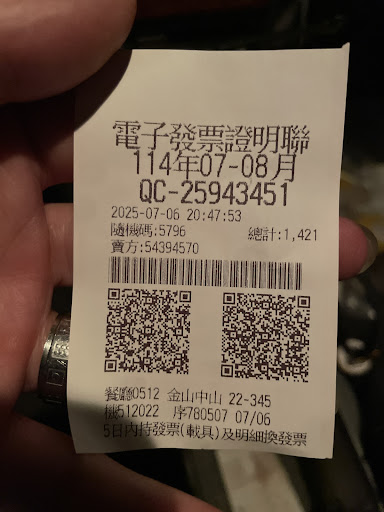 電子發票證明聯
114年07-08月
QC-25943451
2025-07-06 20:47:53
隨機碼:5796 總計:1,421
賣方:54394570
餐廳0512 金山中山 22-345
機512022 序780507 07/06
5日內持發票(載具)及明細換發票